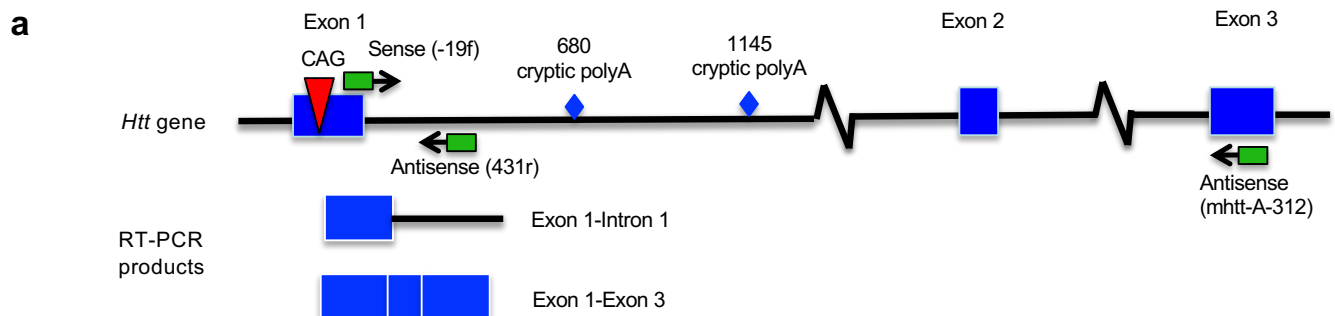 a
Exon 1
CAG
Sense (-19f)
680
cryptic polyA
1145
cryptic polyA
Exon 2
Exon 3
Htt gene
Antisense (431r)
Antisense
(mhtt-A-312)
RT-PCR
products
Exon 1-Intron 1
Exon 1-Exon 3